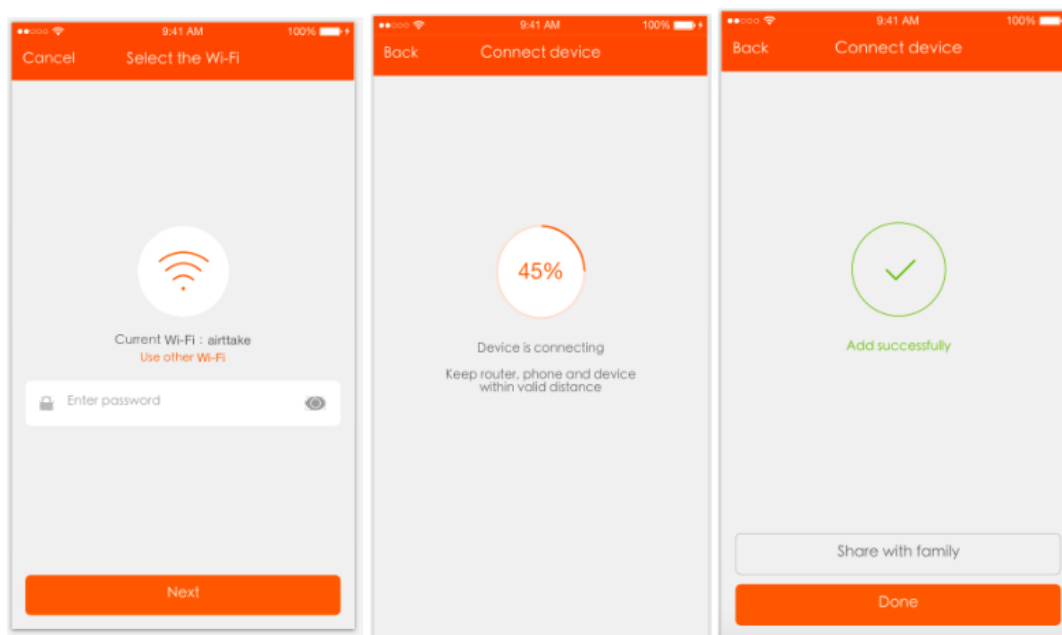 9:41 AM 100%
Cancel Select the Wi-Fi
Current Wi-Fi : airttake
Use other Wi-Fi
Enter password
Next
9:41 AM 100%
Back Connect device
45%
Device is connecting
Keep router, phone and device
within valid distance
9:41 AM 100%
Back Connect device
Add successfully
Share with family
Done